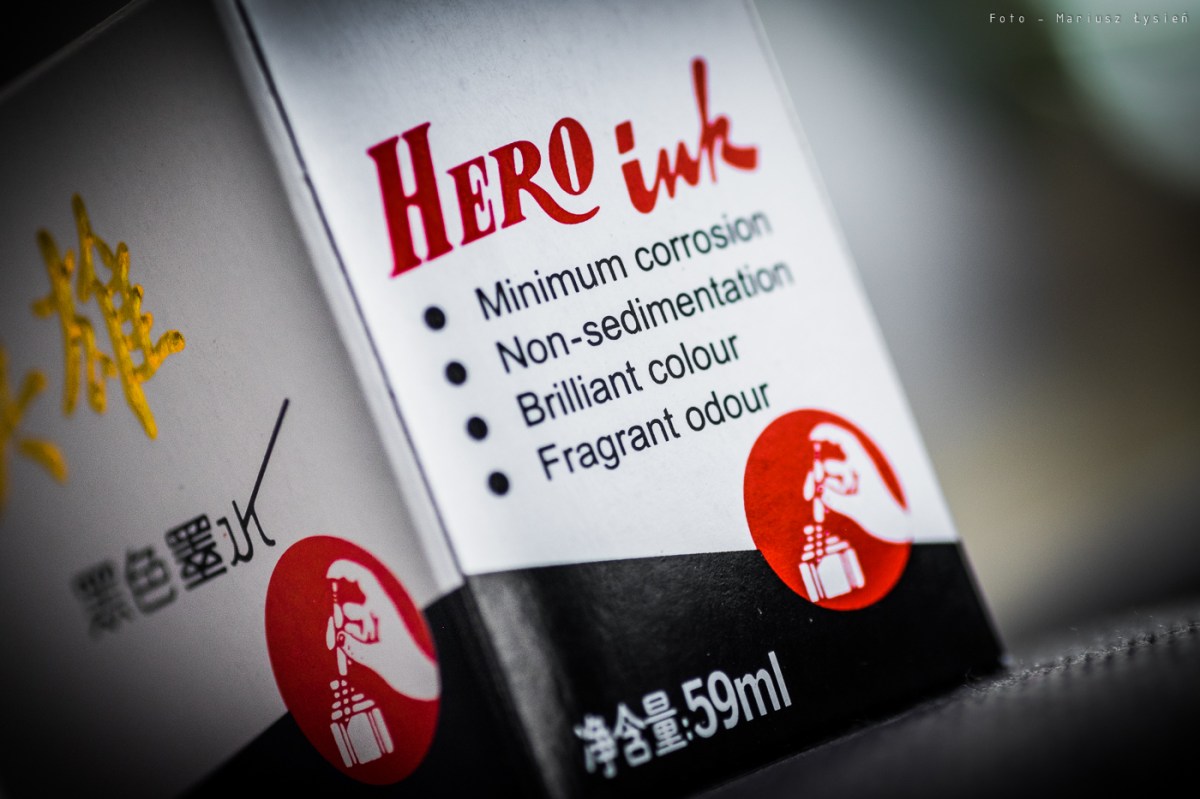 Foto - Mariusz Łysień
HERO ink
Minimum corrosion
Non-sedimentation
Brilliant colour
Fragrant odour
净含量:59ml
雄
黑色墨水